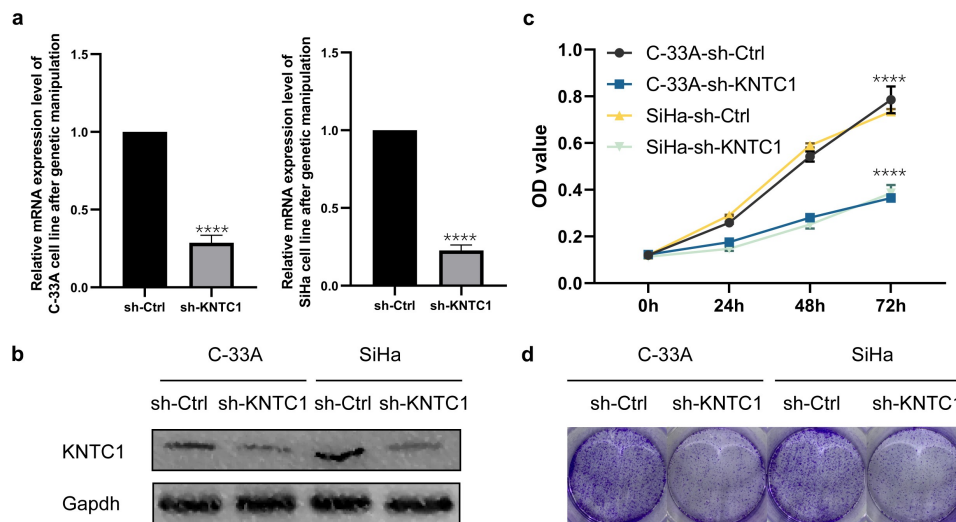 a
Relative mRNA expression level of
C-33A cell line after genetic manipulation
1.5
1.0
0.5
0.0
****
sh-Ctrl sh-KNTC1
Relative mRNA expression level of
SiHa cell line after genetic manipulation
1.5
1.0
0.5
0.0
****
sh-Ctrl sh-KNTC1
c
OD value
1.0
0.8
0.6
0.4
0.2
0.0
C-33A-sh-Ctrl
C-33A-sh-KNTC1
SiHa-sh-Ctrl
SiHa-sh-KNTC1
****
****
0h 24h 48h 72h
b
C-33A SiHa
sh-Ctrl sh-KNTC1 sh-Ctrl sh-KNTC1
KNTC1
Gapdh
d
C-33A SiHa
sh-Ctrl sh-KNTC1 sh-Ctrl sh-KNTC1